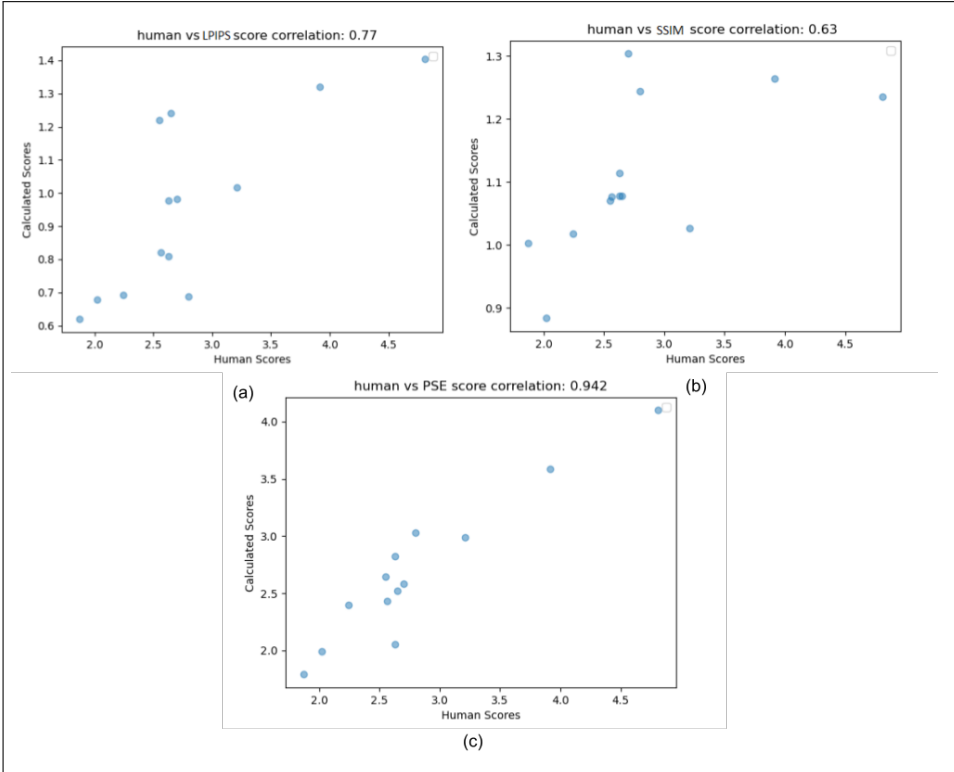 human vs LPIPS score correlation: 0.77
1.4
1.3
1.2
1.1
1.0
0.9
0.8
0.7
0.6
Calculated Scores
2.0 2.5 3.0 3.5 4.0 4.5
Human Scores
(a)
human vs SSIM score correlation: 0.63
1.3
1.2
1.1
1.0
0.9
Calculated Scores
2.0 2.5 3.0 3.5 4.0 4.5
Human Scores
(b)
human vs PSE score correlation: 0.942
4.0
3.5
3.0
2.5
2.0
Calculated Scores
2.0 2.5 3.0 3.5 4.0 4.5
Human Scores
(c)